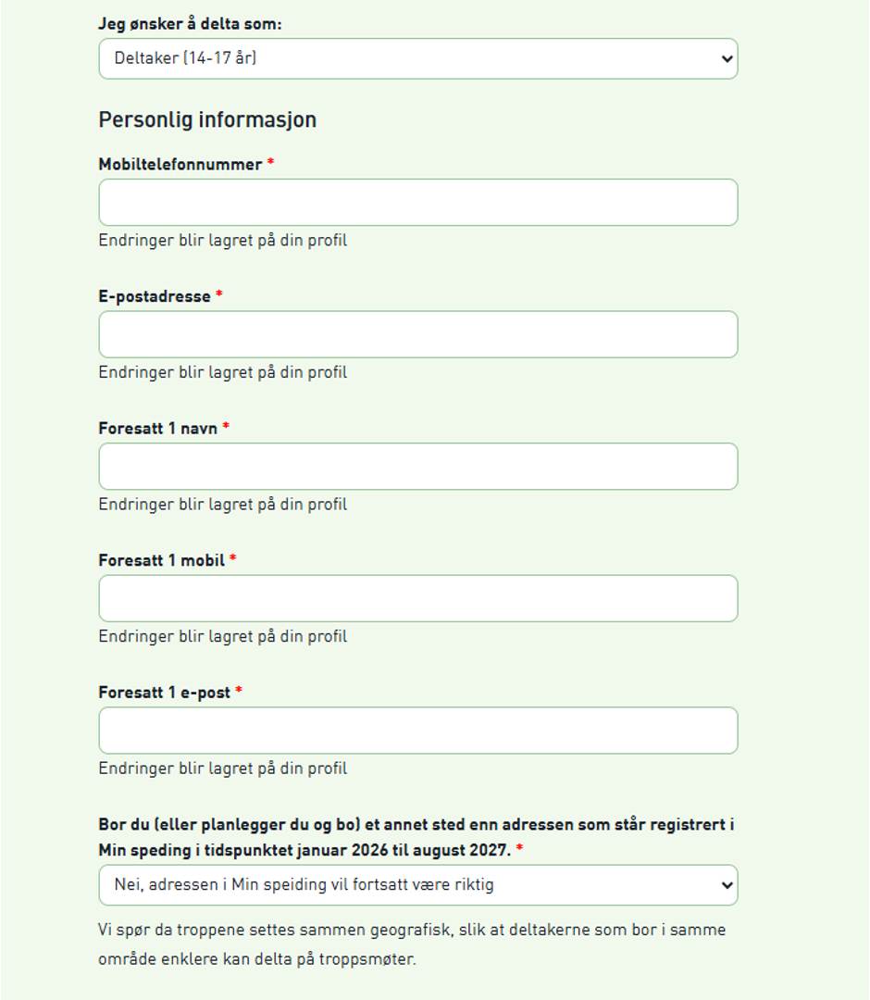 Jeg ønsker å delta som:
Deltaker (14-17 år)
Personlig informasjon
Mobiltelefonnummer *
Endringer blir lagret på din profil
E-postadresse *
Endringer blir lagret på din profil
Foresatt 1 navn *
Endringer blir lagret på din profil
Foresatt 1 mobil *
Endringer blir lagret på din profil
Foresatt 1 e-post *
Endringer blir lagret på din profil
Bor du (eller planlegger du og bo) et annet sted enn adressen som står registrert i
Min speding i tidspunktet januar 2026 til august 2027. *
Nei, adressen i Min speiding vil fortsatt være riktig
Vi spør da troppene settes sammen geografisk, slik at deltakerne som bor i samme
område enklere kan delta på troppsmøter.